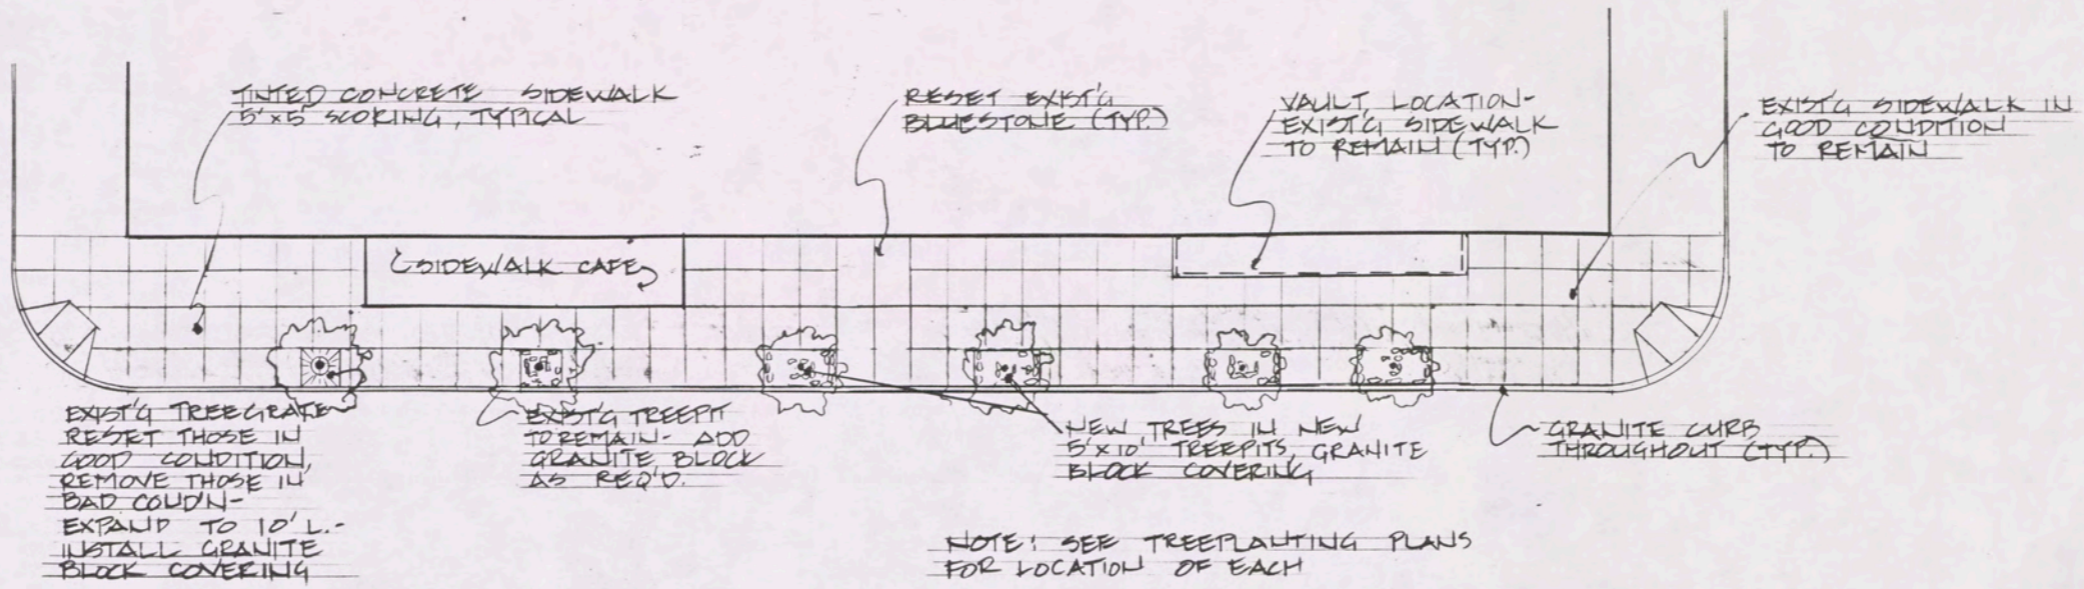 TINTED CONCRETE SIDEWALK
5'x5' SCORING, TYPICAL
RESET EXIST'G
BLUESTONE (TYP.)
VAULT LOCATION-
EXIST'G SIDEWALK
TO REMAIN (TYP.)
EXIST'G SIDEWALK IN
GOOD CONDITION
TO REMAIN
SIDEWALK CAFE
EXIST'G TREEGRATE
RESET THOSE IN
GOOD CONDITION,
REMOVE THOSE IN
BAD COND'N-
EXPAND TO 10' L.-
INSTALL GRANITE
BLOCK COVERING
EXIST'G TREEPIT
TO REMAIN- ADD
GRANITE BLOCK
AS REQ'D.
NEW TREES IN NEW
5'x10' TREEPITS, GRANITE
BLOCK COVERING
GRANITE CURB
THROUGHOUT (TYP.)
NOTE: SEE TREEPLANTING PLANS
FOR LOCATION OF EACH